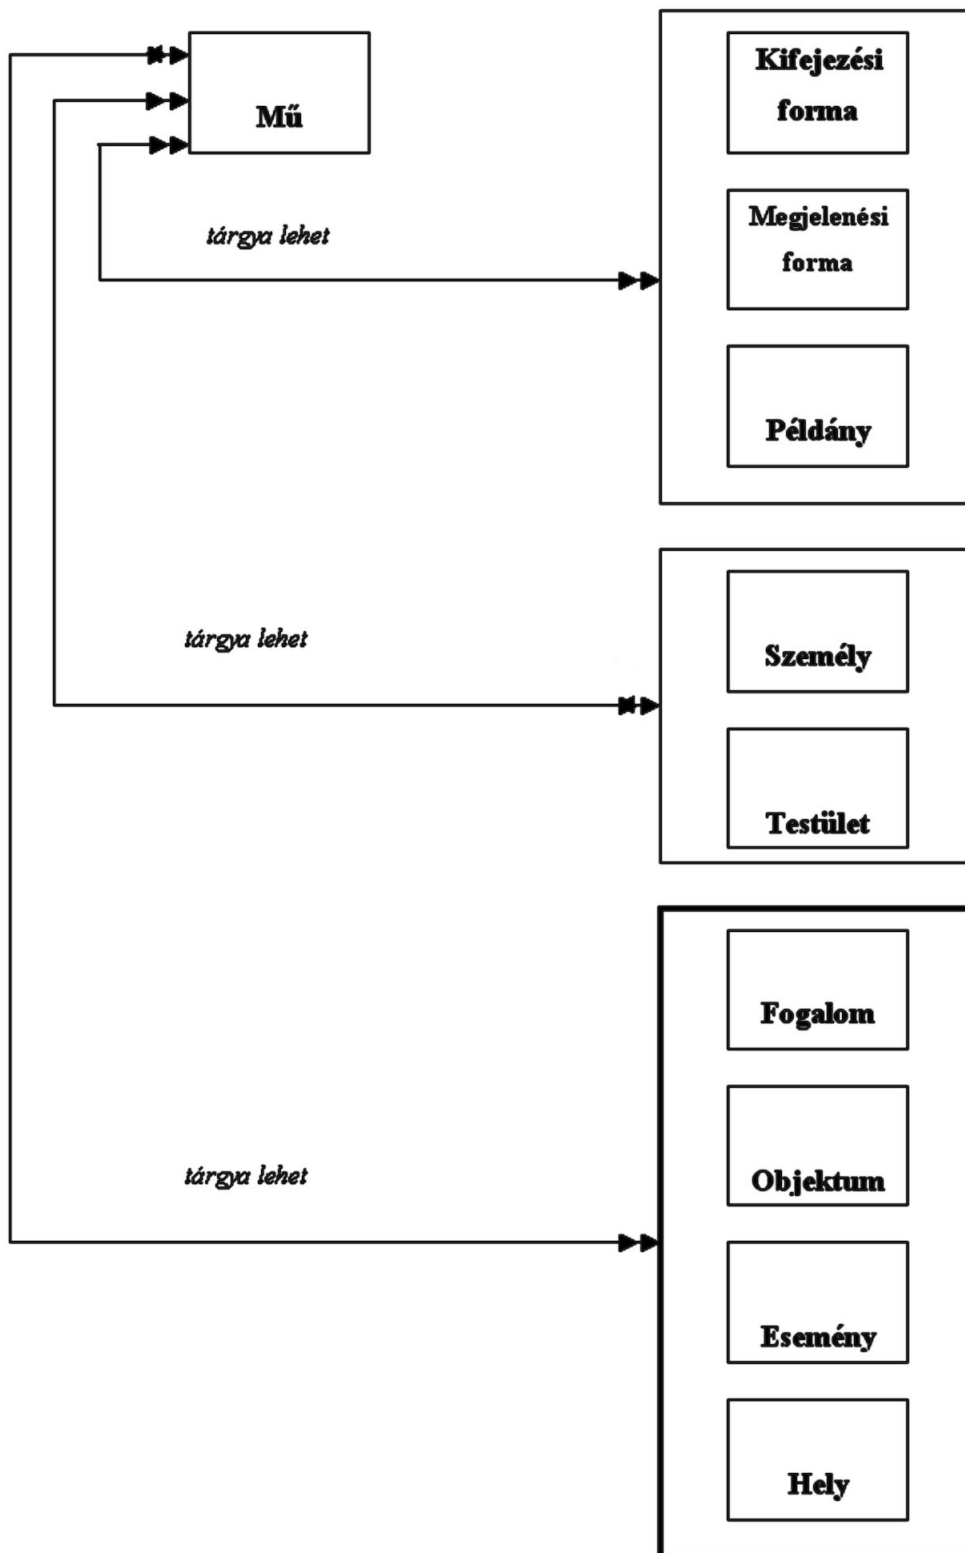 Mű
Kifejezési
forma
Megjelenési
forma
Példány
tárgya lehet
Személy
Testület
tárgya lehet
Fogalom
Objektum
Esemény
Hely
tárgya lehet